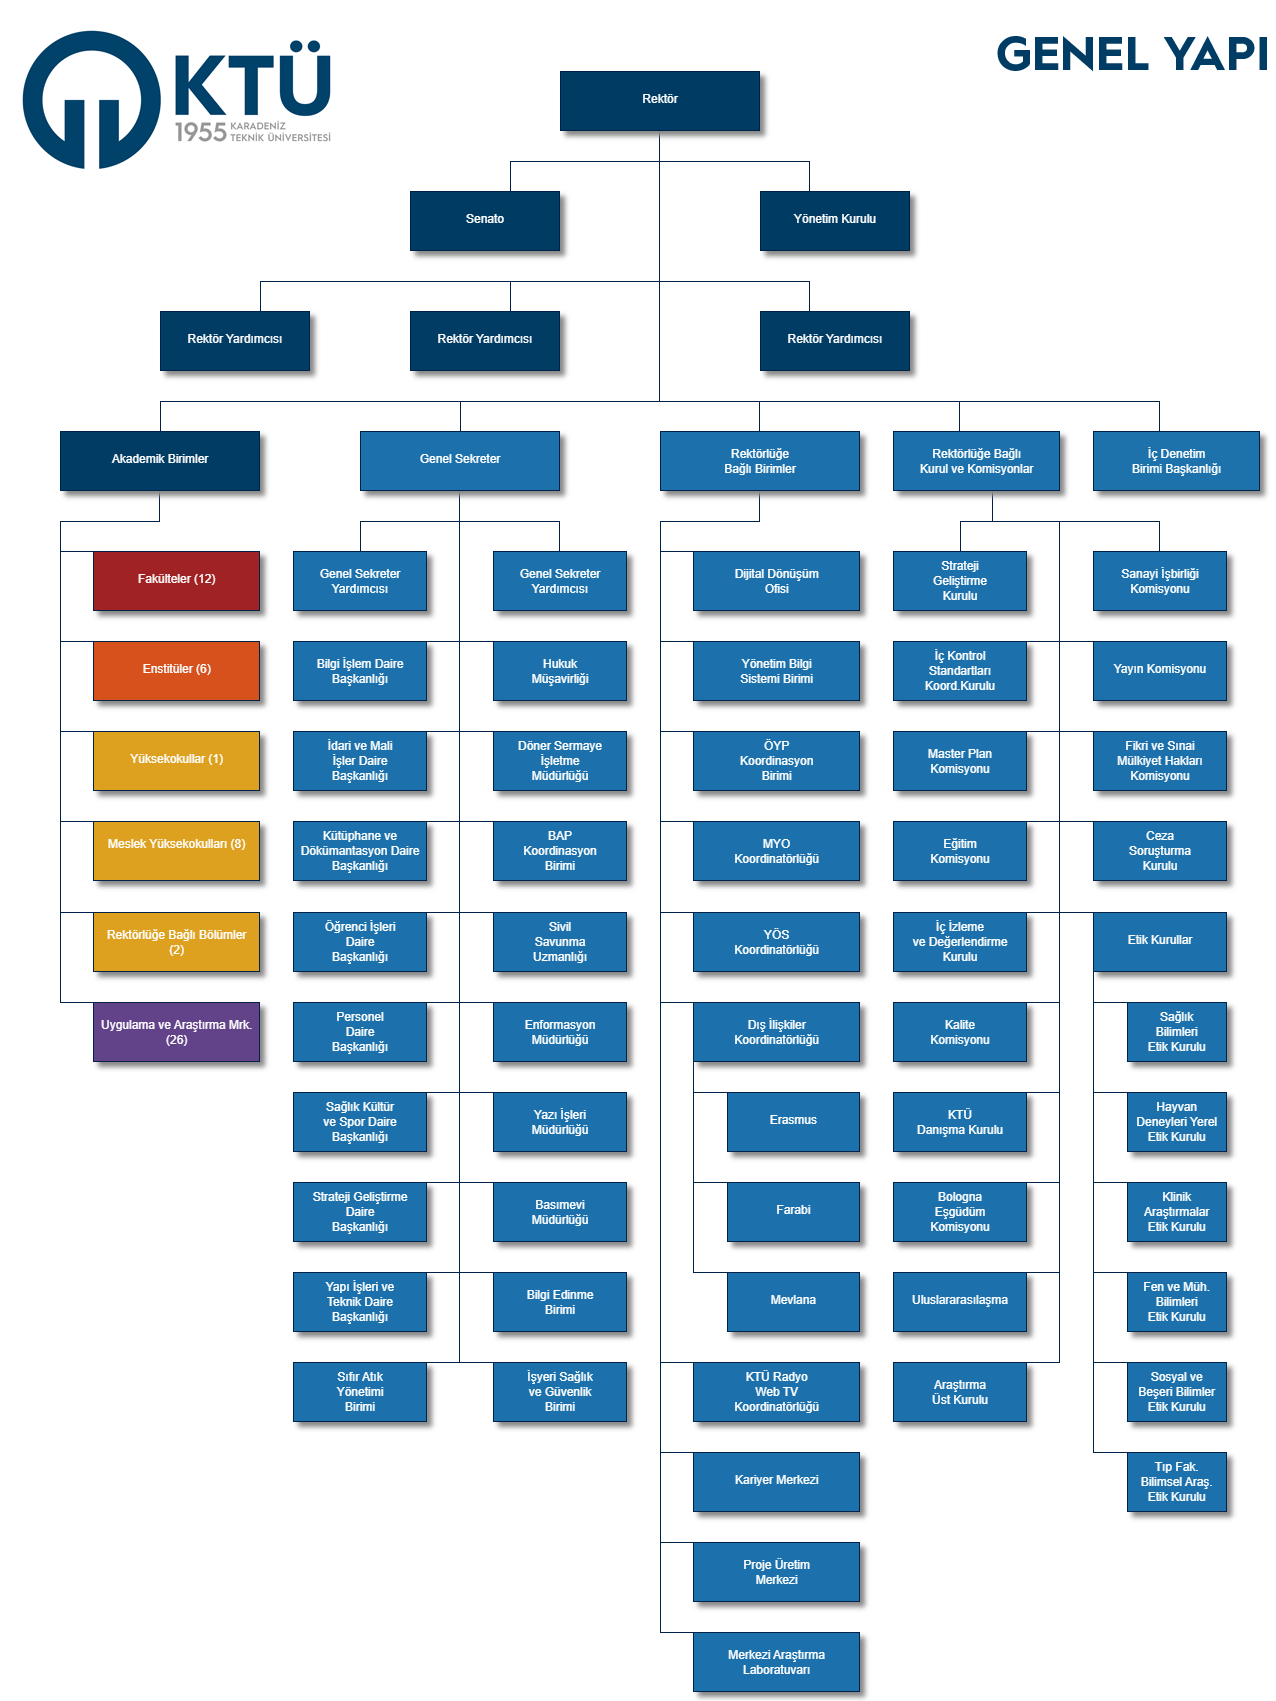 KTÜ
1955 KARADENİZ
TEKNİK ÜNİVERSİTESİ
GENEL YAPI
Rektör
Senato
Yönetim Kurulu
Rektör Yardımcısı
Rektör Yardımcısı
Rektör Yardımcısı
Akademik Birimler
Genel Sekreter
Rektörlüğe
Bağlı Birimler
Rektörlüğe Bağlı
Kurul ve Komisyonlar
İç Denetim
Birimi Başkanlığı
Fakülteler (12)
Enstitüler (6)
Yüksekokullar (1)
Meslek Yüksekokulları (8)
Rektörlüğe Bağlı Bölümler
(2)
Uygulama ve Araştırma Mrk.
(26)
Genel Sekreter
Yardımcısı
Bilgi İşlem Daire
Başkanlığı
İdari ve Mali
İşler Daire
Başkanlığı
Kütüphane ve
Dökümantasyon Daire
Başkanlığı
Öğrenci İşleri
Daire
Başkanlığı
Personel
Daire
Başkanlığı
Sağlık Kültür
ve Spor Daire
Başkanlığı
Strateji Geliştirme
Daire
Başkanlığı
Yapı İşleri ve
Teknik Daire
Başkanlığı
Sıfır Atık
Yönetimi
Birimi
Genel Sekreter
Yardımcısı
Hukuk
Müşavirliği
Döner Sermaye
İşletme
Müdürlüğü
BAP
Koordinasyon
Birimi
Sivil
Savunma
Uzmanlığı
Enformasyon
Müdürlüğü
Yazı İşleri
Müdürlüğü
Basımevi
Müdürlüğü
Bilgi Edinme
Birimi
İşyeri Sağlık
ve Güvenlik
Birimi
Dijital Dönüşüm
Ofisi
Yönetim Bilgi
Sistemi Birimi
ÖYP
Koordinasyon
Birimi
MYO
Koordinatörlüğü
YÖS
Koordinatörlüğü
Dış İlişkiler
Koordinatörlüğü
Erasmus
Farabi
Mevlana
KTÜ Radyo
Web TV
Koordinatörlüğü
Kariyer Merkezi
Proje Üretim
Merkezi
Merkezi Araştırma
Laboratuvarı
Strateji
Geliştirme
Kurulu
İç Kontrol
Standartları
Koord.Kurulu
Master Plan
Komisyonu
Eğitim
Komisyonu
İç İzleme
ve Değerlendirme
Kurulu
Kalite
Komisyonu
KTÜ
Danışma Kurulu
Bologna
Eşgüdüm
Komisyonu
Uluslararasılaşma
Araştırma
Üst Kurulu
Sanayi İşbirliği
Komisyonu
Yayın Komisyonu
Fikri ve Sınai
Mülkiyet Hakları
Komisyonu
Ceza
Soruşturma
Kurulu
Etik Kurullar
Sağlık
Bilimleri
Etik Kurulu
Hayvan
Deneyleri Yerel
Etik Kurulu
Klinik
Araştırmalar
Etik Kurulu
Fen ve Müh.
Bilimleri
Etik Kurulu
Sosyal ve
Beşeri Bilimler
Etik Kurulu
Tıp Fak.
Bilimsel Araş.
Etik Kurulu